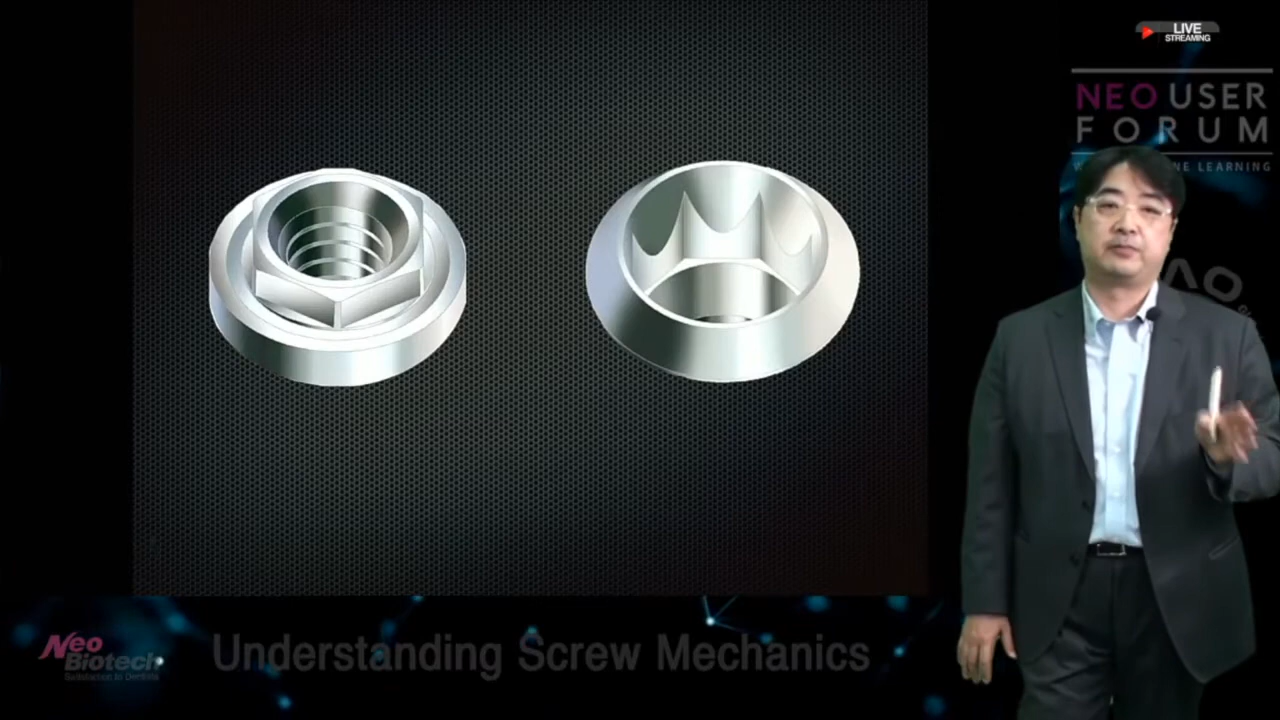 LIVE
STREAMING
NEO USER
FORUM
NE LEARNING
Neo
Biotech
Satisfaction to Dentists
Understanding Screw Mechanics